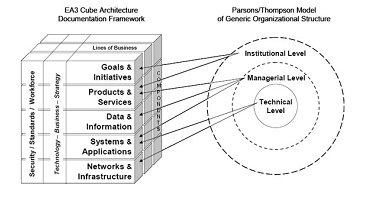 EA3 Cube Architecture
Documentation Framework
Parsons/Thompson Model
of Generic Organizational Structure
Lines of Business
Security / Standards / Workforce
Technology – Business – Strategy
Goals &
Initiatives
Products &
Services
Data &
Information
Systems &
Applications
Networks &
Infrastructure
COMPONENTS
Institutional Level
Managerial Level
Technical
Level